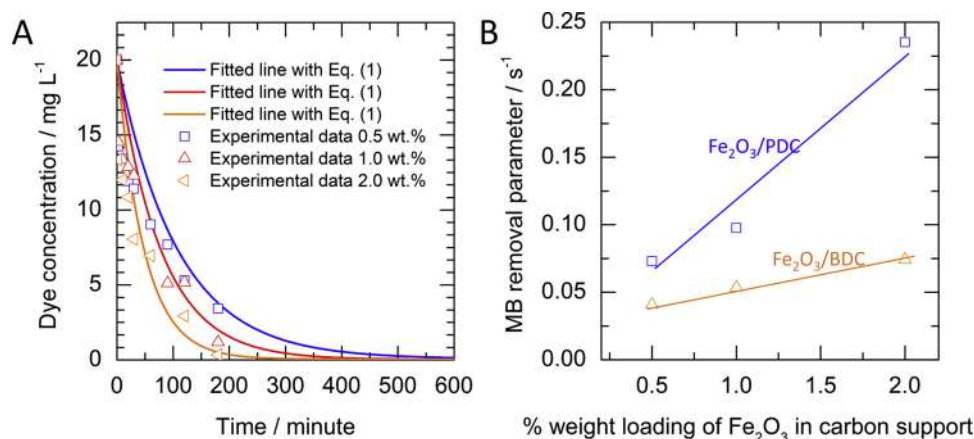 A
Dye concentration / mg L⁻¹
20
15
10
5
0
Fitted line with Eq. (1)
Fitted line with Eq. (1)
Fitted line with Eq. (1)
Experimental data 0.5 wt.%
Experimental data 1.0 wt.%
Experimental data 2.0 wt.%
0 100 200 300 400 500 600
Time / minute
B
MB removal parameter / s⁻¹
0.25
0.20
0.15
0.10
0.05
0.00
Fe₂O₃/PDC
Fe₂O₃/BDC
0.5 1.0 1.5 2.0
% weight loading of Fe₂O₃ in carbon support